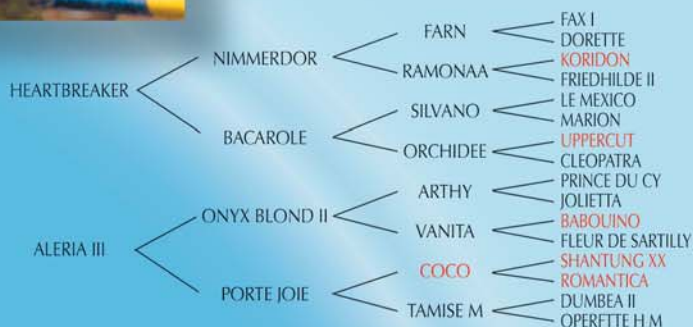 HEARTBREAKER
NIMMERDOR
FARN
FAX I
DORETTE
RAMONAA
KORIDON
FRIEDHILDE II
BACAROLE
SILVANO
LE MEXICO
MARION
ORCHIDEE
UPPERCUT
CLEOPATRA
ALERIA III
ONYX BLOND II
ARTHY
PRINCE DU CY
JOLIETTA
VANITA
BABOUINO
FLEUR DE SARTILLY
PORTE JOIE
COCO
SHANTUNG XX
ROMANTICA
TAMISE M
DUMBEA II
OPERETTE H M